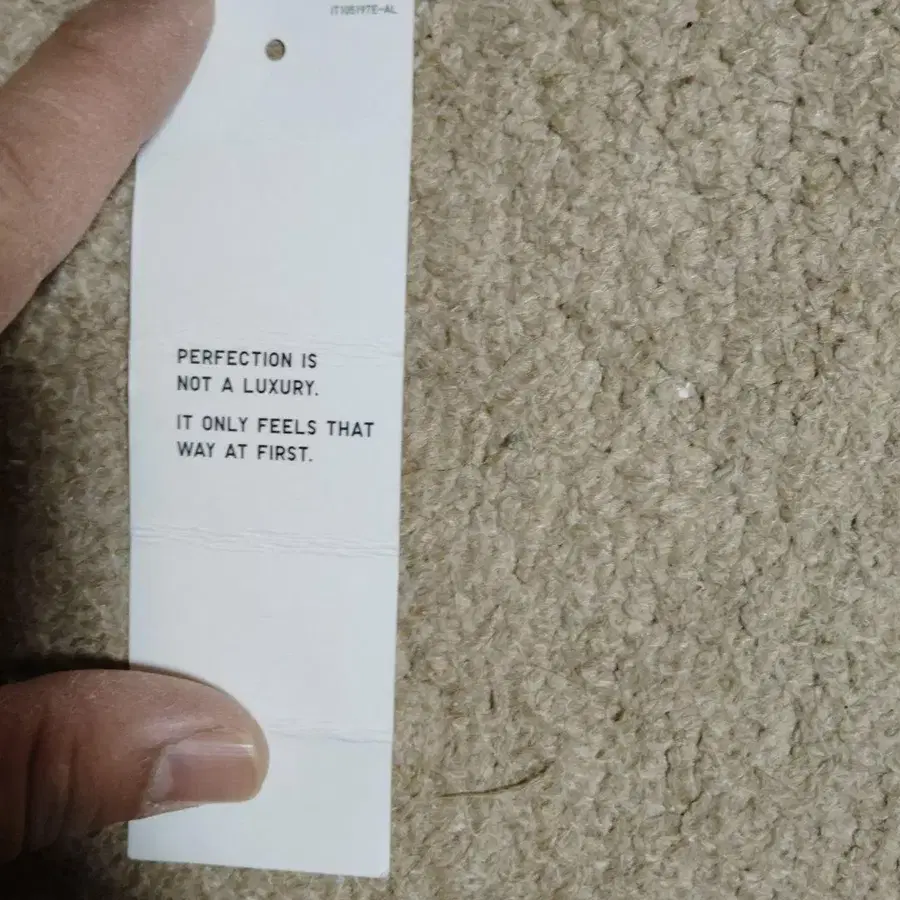 PERFECTION IS
NOT A LUXURY.
IT ONLY FEELS THAT
WAY AT FIRST.